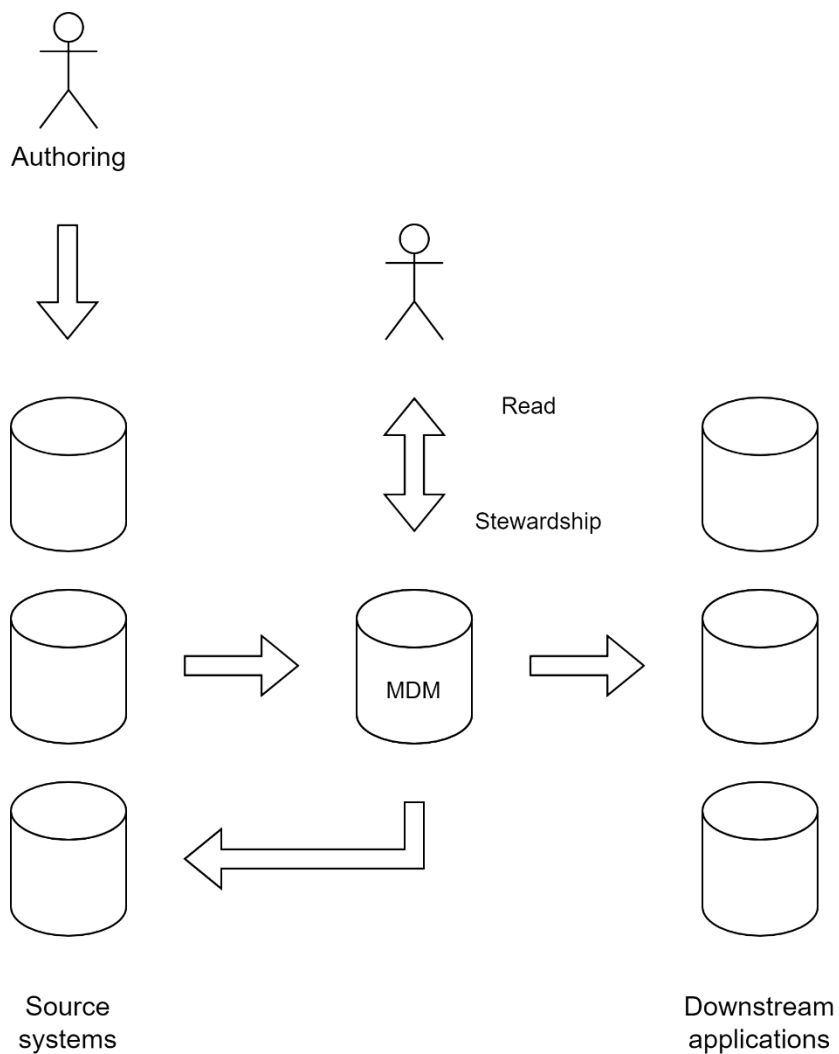 Authoring
Read
Stewardship
MDM
Source
systems
Downstream
applications